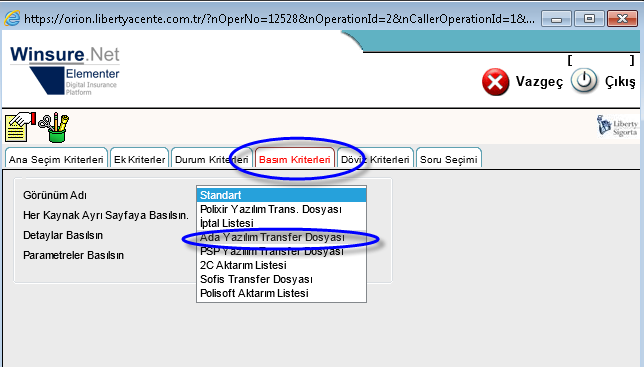 https://orion.libertyacente.com.tr/?nOperNo=12528&nOperationId=2&nCallerOperationId=1&...
Winsure.Net
Elementer
Digital Insurance
Platform
[ ]
Vazgeç Çıkış
Liberty
Sigorta
Ana Seçim Kriterleri Ek Kriterler Durum Kriterleri Basım Kriterleri Döviz Kriterleri Soru Seçimi
Görünüm Adı
Her Kaynak Ayrı Sayfaya Basılsın.
Detaylar Basılsın
Parametreler Basılsın
Standart
Polixir Yazılım Trans. Dosyası
İptal Listesi
Ada Yazılım Transfer Dosyası
PSP Yazılım Transfer Dosyası
2C Aktarım Listesi
Sofis Transfer Dosyası
Polisoft Aktarım Listesi